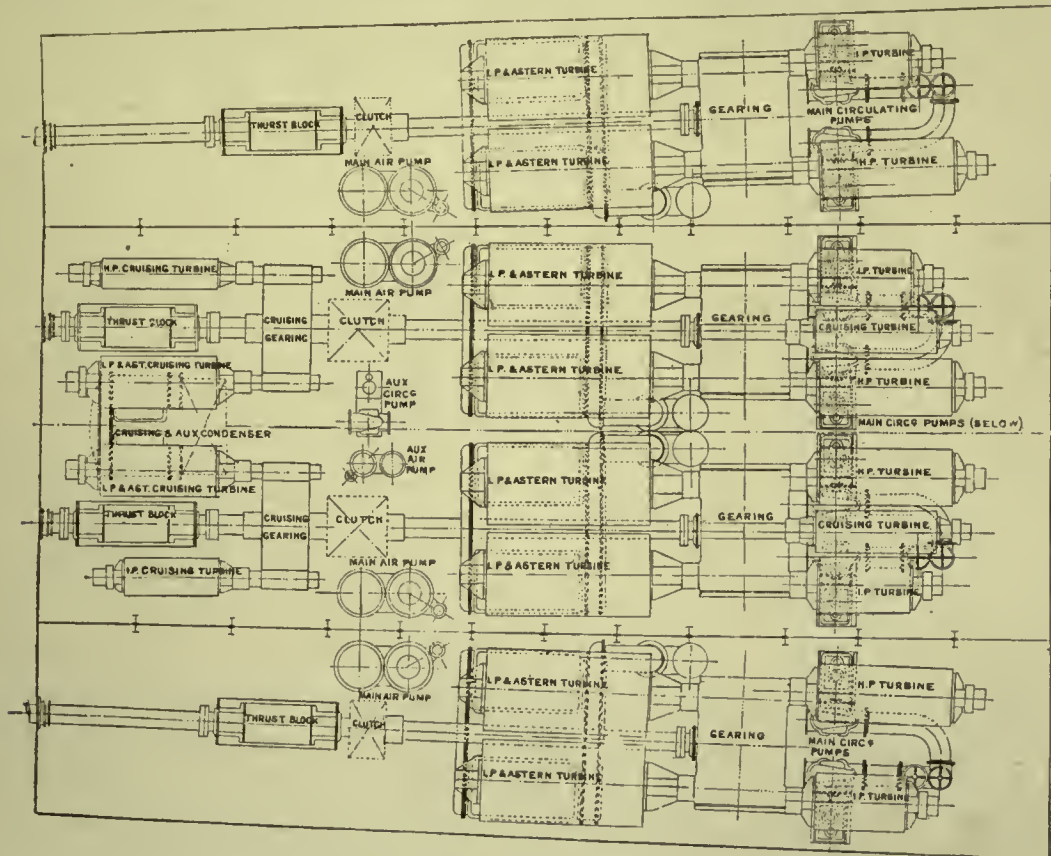 L.P. & ASTERN TURBINE
I.P. TURBINE
THURST BLOCK
CLUTCH
GEARING
MAIN CIRCULATING
PUMPS
MAIN AIR PUMP
L.P. & ASTERN TURBINE
H.P. TURBINE
H.P. CRUISING TURBINE
MAIN AIR PUMP
L.P. & ASTERN TURBINE
I.P. TURBINE
THRUST BLOCK
CRUISING
GEARING
CLUTCH
GEARING
CRUISING TURBINE
L.P. & AST. CRUISING TURBINE
AUX
CIRCG
PUMP
L.P. & ASTERN TURBINE
H.P. TURBINE
CRUISING & AUX CONDENSER
MAIN CIRCG PUMPS (BELOW)
AUX
AIR
PUMP
L.P. & AST. CRUISING TURBINE
L.P. & ASTERN TURBINE
H.P. TURBINE
THRUST BLOCK
CRUISING
GEARING
CLUTCH
GEARING
CRUISING TURBINE
I.P. CRUISING TURBINE
MAIN AIR PUMP
L.P. & ASTERN TURBINE
I.P. TURBINE
MAIN AIR PUMP
L.P. & ASTERN TURBINE
H.P. TURBINE
THRUST BLOCK
CLUTCH
GEARING
MAIN CIRCG
PUMPS
L.P. & ASTERN TURBINE
I.P. TURBINE